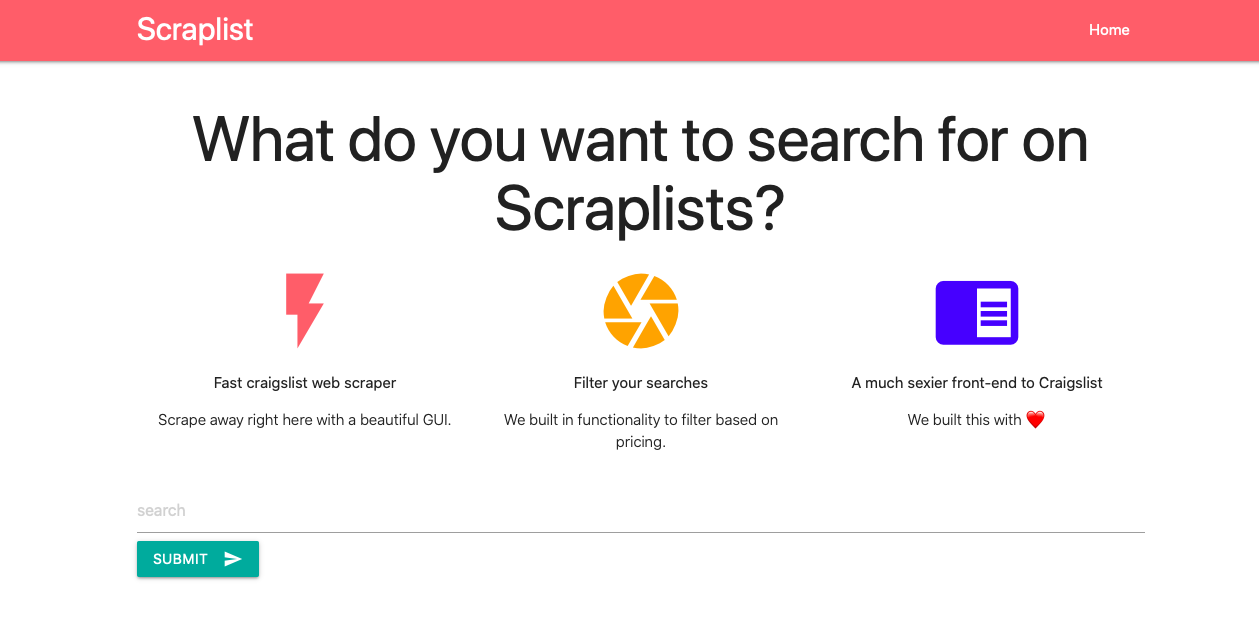 Scraplist
Home
What do you want to search for on
Scraplists?
Fast craigslist web scraper
Scrape away right here with a beautiful GUI.
Filter your searches
We built in functionality to filter based on
pricing.
A much sexier front-end to Craigslist
We built this with ❤️
search
SUBMIT